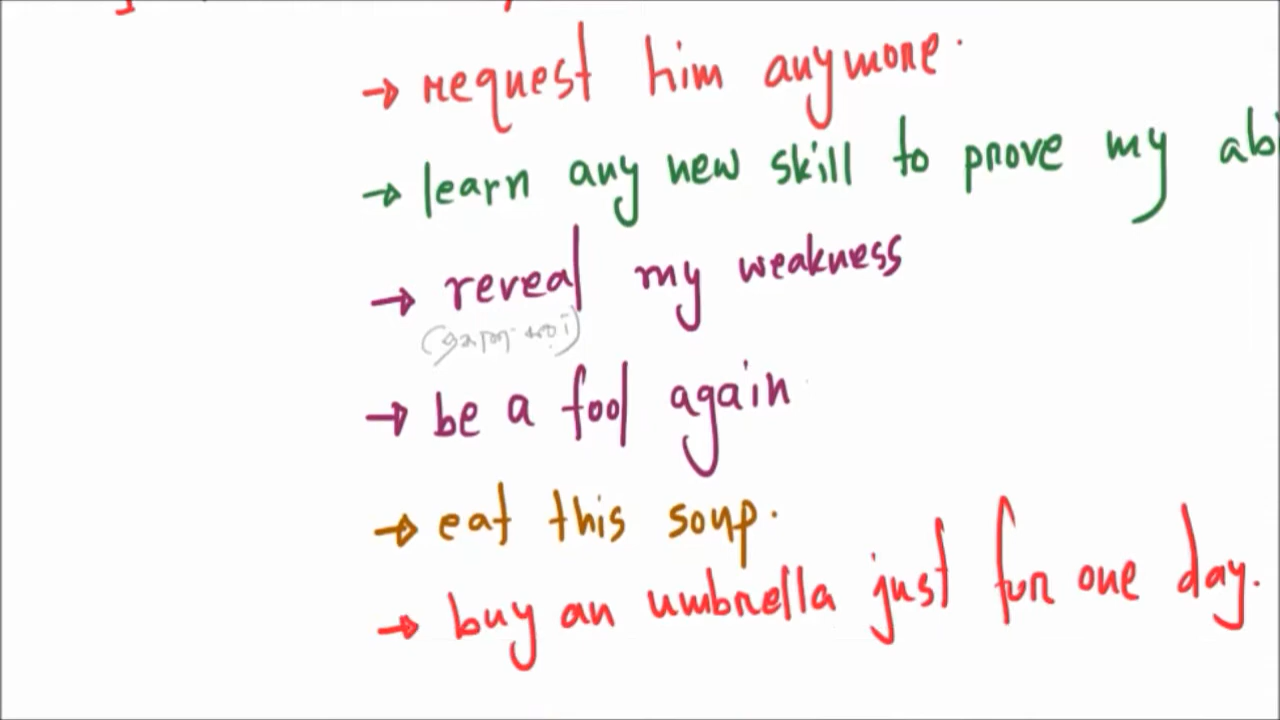 → request him anymore.
→ learn any new skill to prove my abi
→ reveal my weakness
→ be a fool again
→ eat this soup.
→ buy an umbrella just for one day.